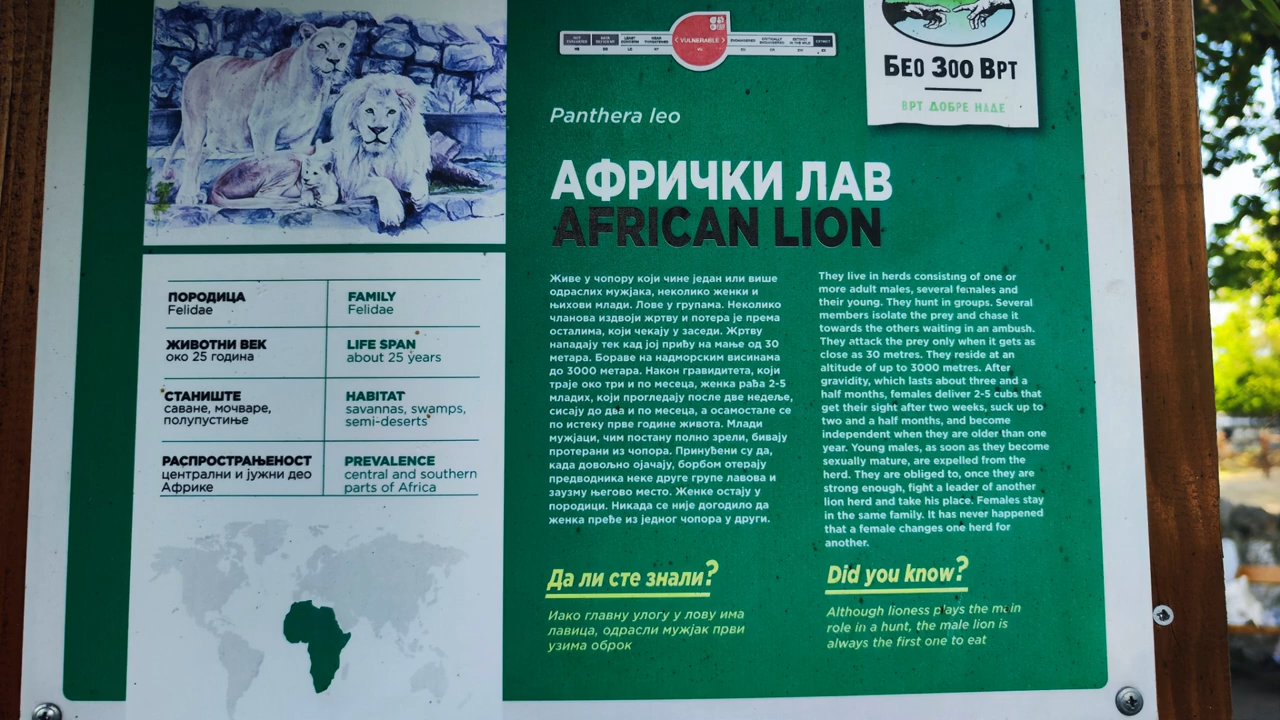 NOT EVALUATED
DATA DEFICIENT
LEAST CONCERN
NEAR THREATENED
< VULNERABLE >
ENDANGERED
CRITICALLY ENDANGERED
EXTINCT IN THE WILD
EXTINCT
БЕО ЗОО ВРТ
ВРТ ДОБРЕ НАДЕ
Panthera leo
АФРИЧКИ ЛАВ
AFRICAN LION
ПОРОДИЦА
Felidae
FAMILY
Felidae
ЖИВОТНИ ВЕК
око 25 година
LIFE SPAN
about 25 years
СТАНИШТЕ
саване, мочваре,
полупустиње
HABITAT
savannas, swamps,
semi-deserts
РАСПРОСТРАЊЕНОСТ
централни и јужни део
Африке
PREVALENCE
central and southern
parts of Africa
Живе у чопору који чине један или више
одраслих мужјака, неколико женки и
њихови млади. Лове у групама. Неколико
чланова издвоји жртву и потера је према
осталима, који чекају у заседи. Жртву
нападају тек кад јој приђу на мање од 30
метара. Бораве на надморским висинама
до 3000 метара. Након гравидитета, који
траје око три и по месеца, женка рађа 2-5
младих, који прогледају после две недеље,
сисају до два и по месеца, а осамостале се
по истеку прве године живота. Млади
мужјаци, чим постану полно зрели, бивају
протерани из чопора. Принуђени су да,
када довољно ојачају, борбом отерају
предводника неке друге групе лавова и
заузму његово место. Женке остају у
породици. Никада се није догодило да
женка пређе из једног чопора у други.
They live in herds consisting of one or
more adult males, several females and
their young. They hunt in groups. Several
members isolate the prey and chase it
towards the others waiting in an ambush.
They attack the prey only when it gets as
close as 30 metres. They reside at an
altitude of up to 3000 metres. After
gravidity, which lasts about three and a
half months, females deliver 2-5 cubs that
get their sight after two weeks, suck up to
two and a half months, and become
independent when they are older than one
year. Young males, as soon as they become
sexually mature, are expelled from the
herd. They are obliged to, once they are
strong enough, fight a leader of another
lion herd and take his place. Females stay
in the same family. It has never happened
that a female changes one herd for
another.
Да ли сте знали?
Иако главну улогу у лову има
лавица, одрасли мужјак први
узима оброк
Did you know?
Although lioness plays the main
role in a hunt, the male lion is
always the first one to eat